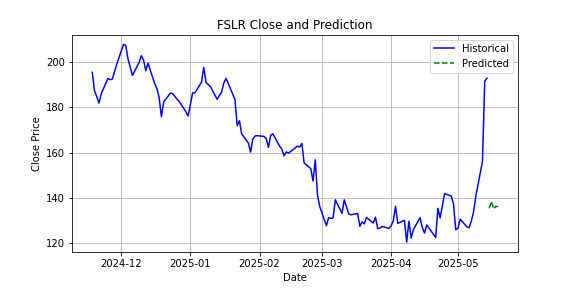 FSLR Close and Prediction
Historical
Predicted
Close Price
200
180
160
140
120
2024-12
2025-01
2025-02
2025-03
2025-04
2025-05
Date